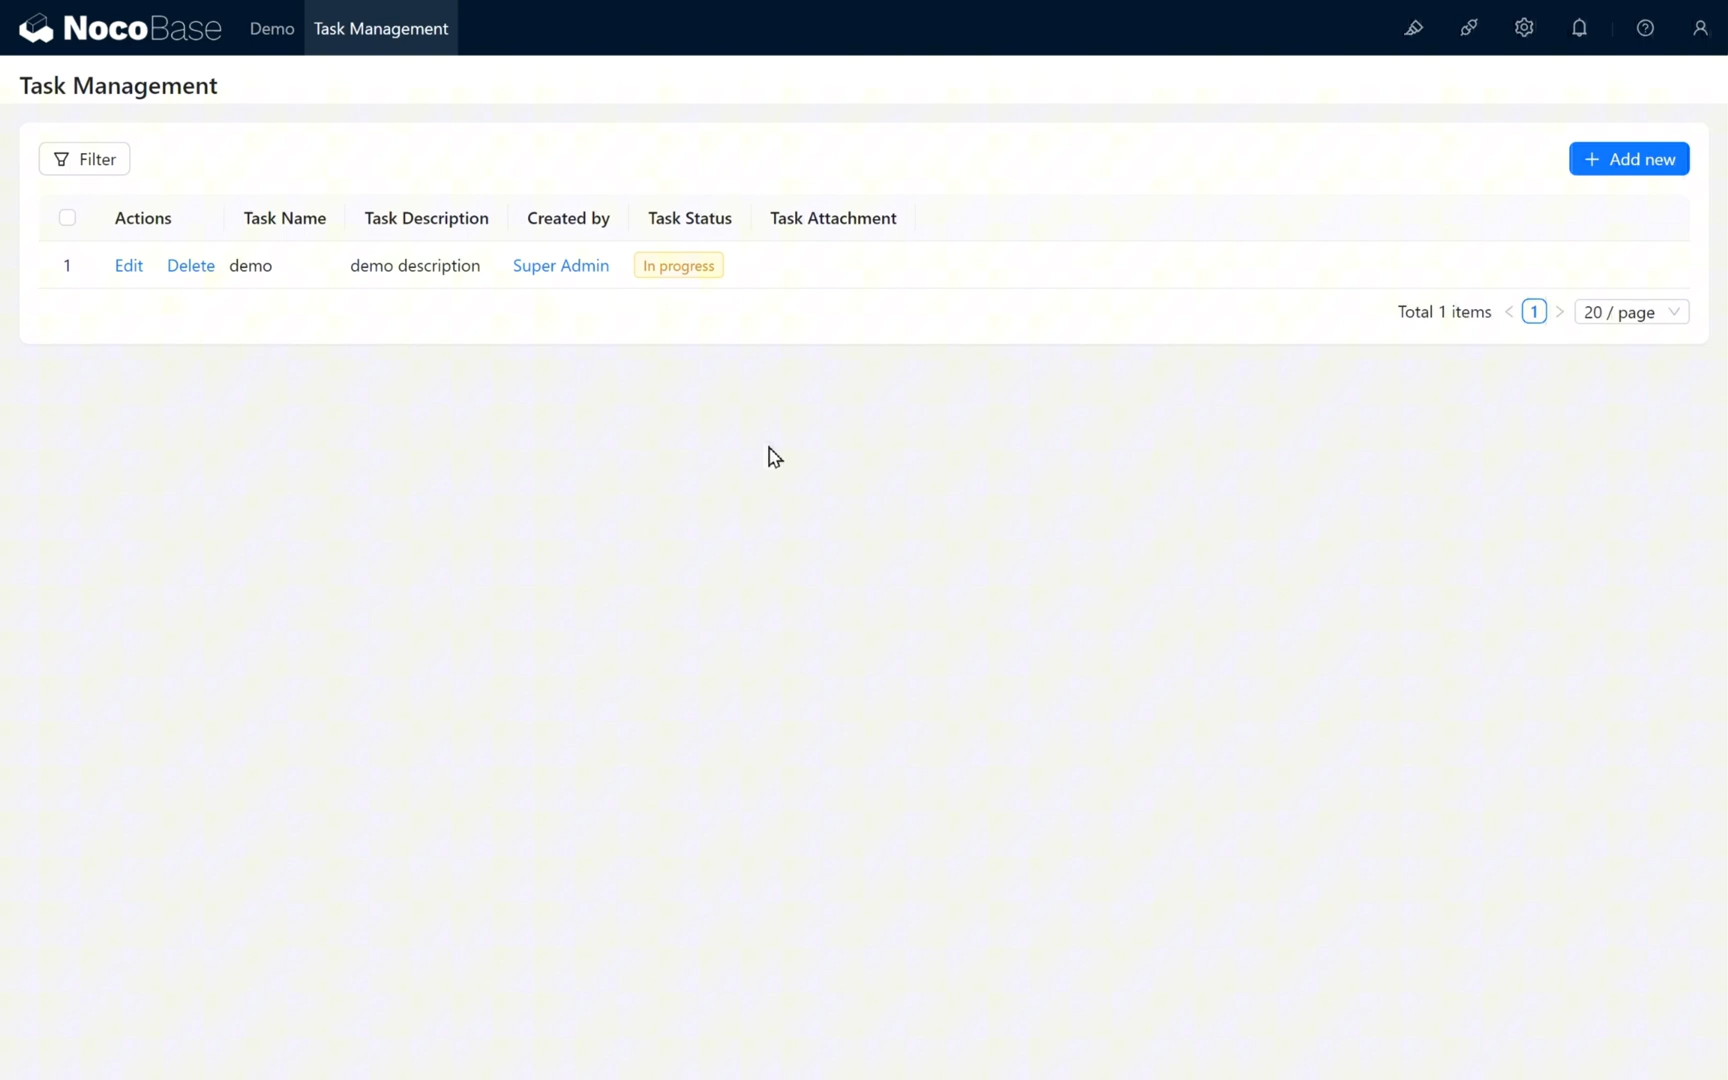 NocoBase Demo Task Management
Task Management
Filter
Add new
Actions Task Name Task Description Created by Task Status Task Attachment
1 Edit Delete demo demo description Super Admin In progress
Total 1 items 1 20 / page